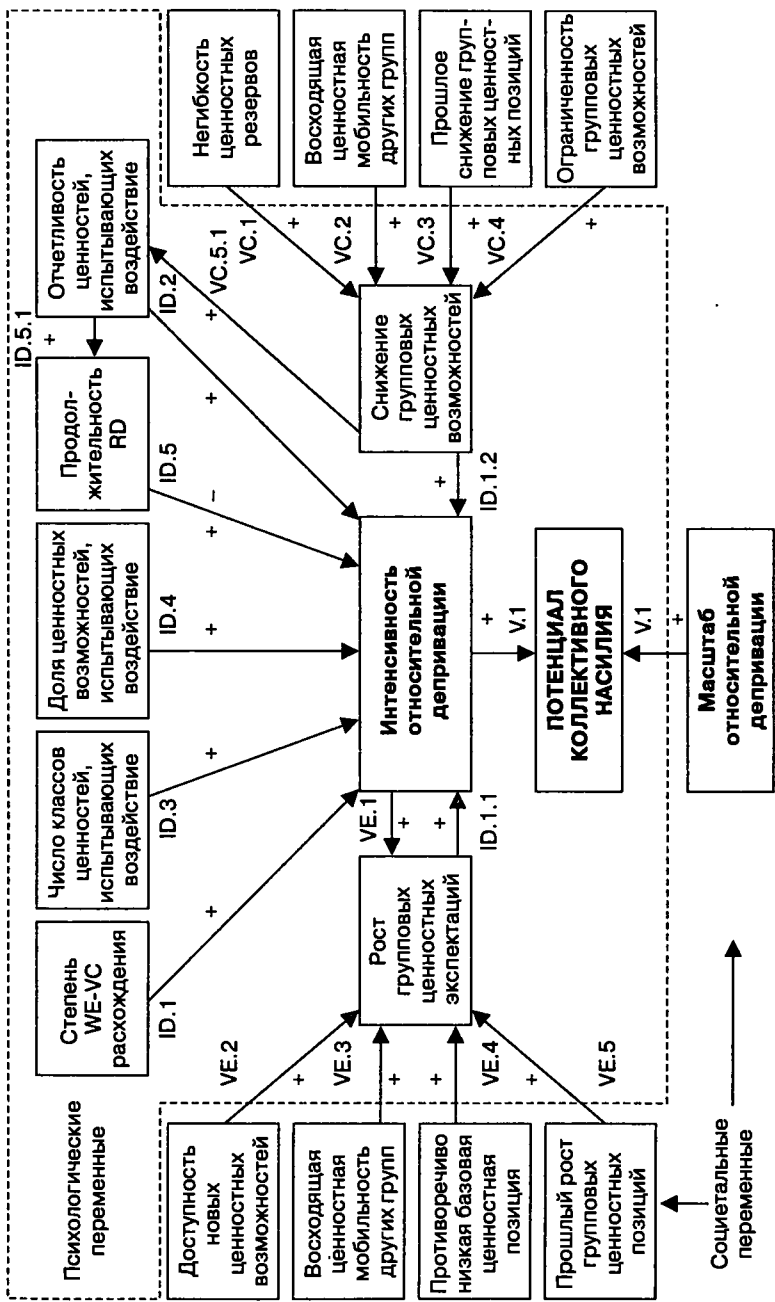 Психологические
переменные
Степень
WE-VC
расхождения
Число классов
ценностей,
испытывающих
воздействие
Доля ценностных
возможностей,
испытывающих
воздействие
Продол-
жительность
RD
Отчетливость
ценностей,
испытывающих
воздействие
ID.5.1
+
ID.1
ID.3
ID.4
ID.5
ID.2
+
+
+
+
–
+
+
VC.5.1
Доступность
новых
ценностных
возможностей
VE.2
+
Восходящая
ценностная
мобильность
других групп
VE.3
+
Противоречиво
низкая базовая
ценностная
позиция
+
VE.4
Прошлый рост
групповых
ценностных
позиций
+
VE.5
Рост
групповых
ценностных
экспектаций
VE.1
+
+
ID.1.1
Интенсивность
относительной
депривации
+
ID.1.2
Снижение
групповых
ценностных
возможностей
VC.1
+
Негибкость
ценностных
резервов
VC.2
+
Восходящая
ценностная
мобильность
других групп
VC.3
+
Прошлое
снижение груп-
повых ценност-
ных позиций
VC.4
+
Ограниченность
групповых
ценностных
возможностей
+
V.1
ПОТЕНЦИАЛ
КОЛЛЕКТИВНОГО
НАСИЛИЯ
V.1
+
Масштаб
относительной
депривации
Социетальные
переменные